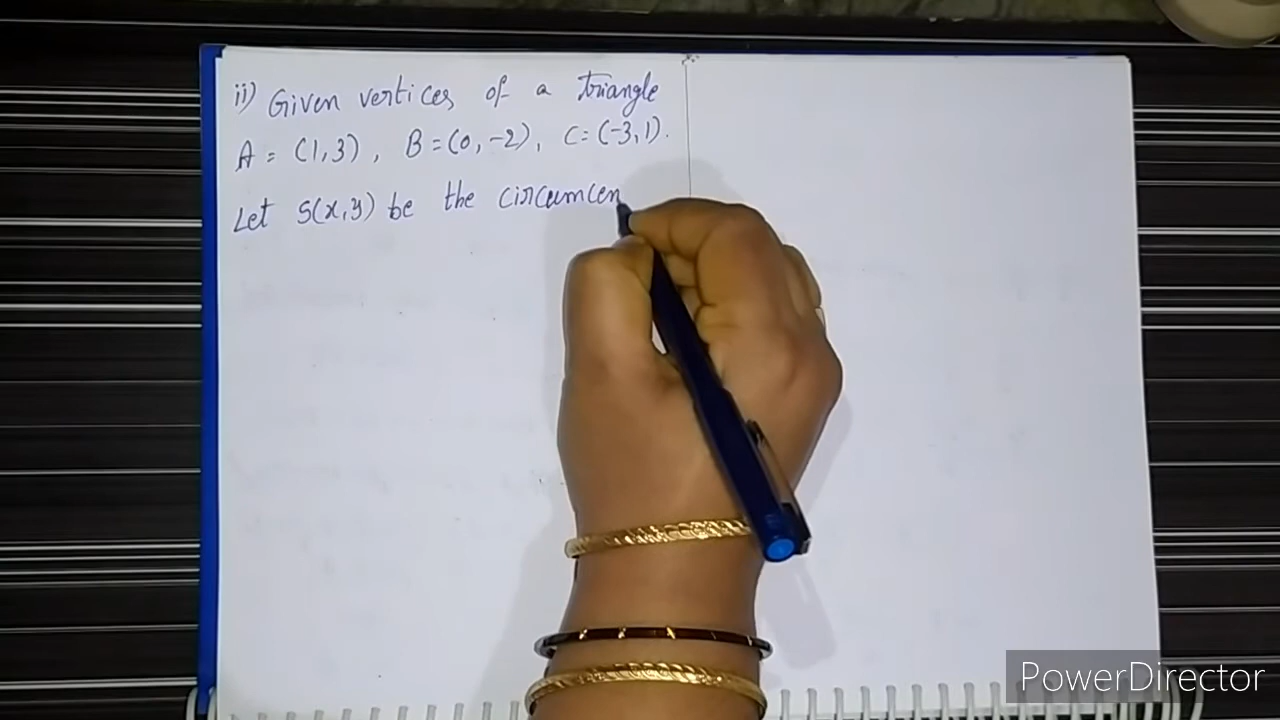 ii) Given vertices of a triangle
A = (1,3), B = (0,-2), C = (-3,1).
Let S(x,y) be the circumcen
PowerDirector